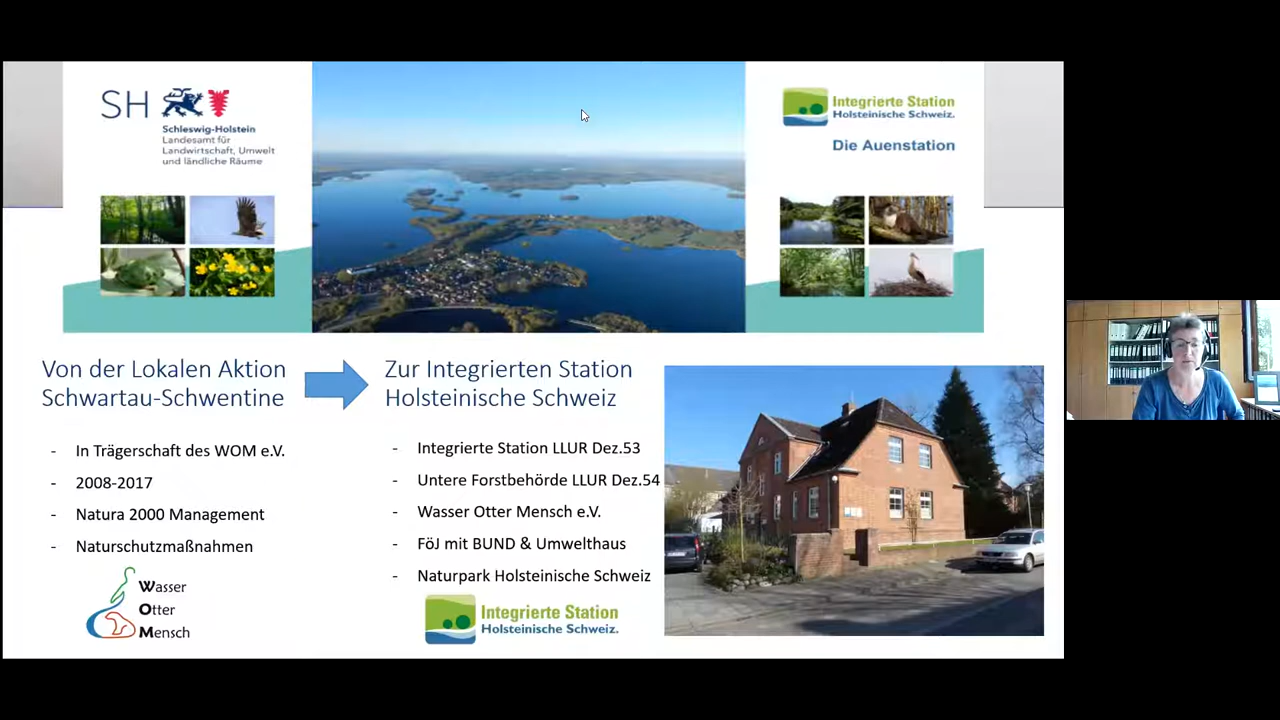 SH
Schleswig-Holstein
Landesamt für
Landwirtschaft, Umwelt
und ländliche Räume
Integrierte Station
Holsteinische Schweiz.
Die Auenstation
Von der Lokalen Aktion
Schwartau-Schwentine
- In Trägerschaft des WOM e.V.
- 2008-2017
- Natura 2000 Management
- Naturschutzmaßnahmen
Wasser
Otter
Mensch
Zur Integrierten Station
Holsteinische Schweiz
- Integrierte Station LLUR Dez.53
- Untere Forstbehörde LLUR Dez.54
- Wasser Otter Mensch e.V.
- FöJ mit BUND & Umwelthaus
- Naturpark Holsteinische Schweiz
Integrierte Station
Holsteinische Schweiz.